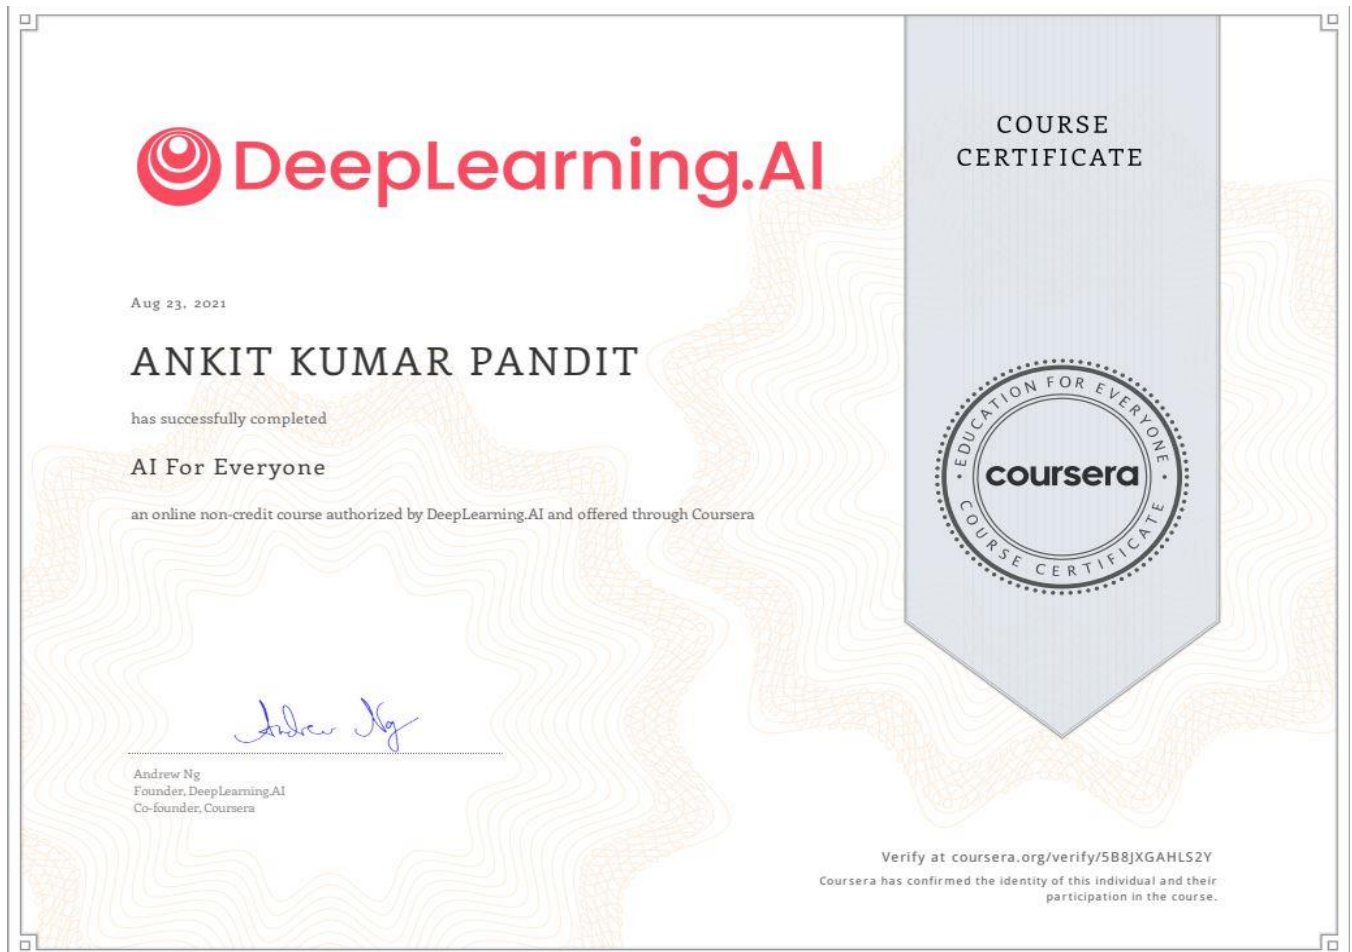 DeepLearning.AI
COURSE
CERTIFICATE
Aug 23, 2021
ANKIT KUMAR PANDIT
has successfully completed
AI For Everyone
an online non-credit course authorized by DeepLearning.AI and offered through Coursera
EDUCATION FOR EVERYONE
coursera
COURSE CERTIFICATE
Andrew Ng
Andrew Ng
Founder, DeepLearning.AI
Co-founder, Coursera
Verify at coursera.org/verify/5B8JXGAHLS2Y
Coursera has confirmed the identity of this individual and their
participation in the course.